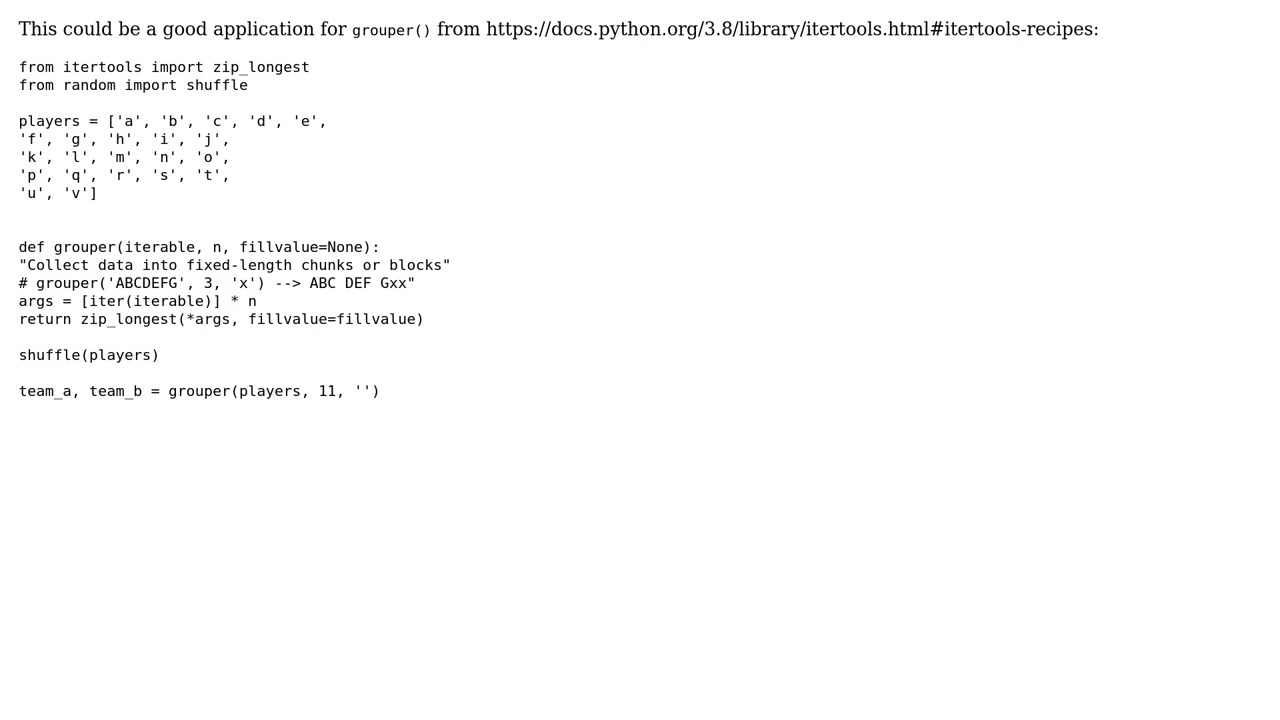 This could be a good application for grouper() from https://docs.python.org/3.8/library/itertools.html#itertools-recipes:
from itertools import zip_longest
from random import shuffle
players = ['a', 'b', 'c', 'd', 'e',
'f', 'g', 'h', 'i', 'j',
'k', 'l', 'm', 'n', 'o',
'p', 'q', 'r', 's', 't',
'u', 'v']
def grouper(iterable, n, fillvalue=None):
"Collect data into fixed-length chunks or blocks"
# grouper('ABCDEFG', 3, 'x') --> ABC DEF Gxx"
args = [iter(iterable)] * n
return zip_longest(*args, fillvalue=fillvalue)
shuffle(players)
team_a, team_b = grouper(players, 11, '')